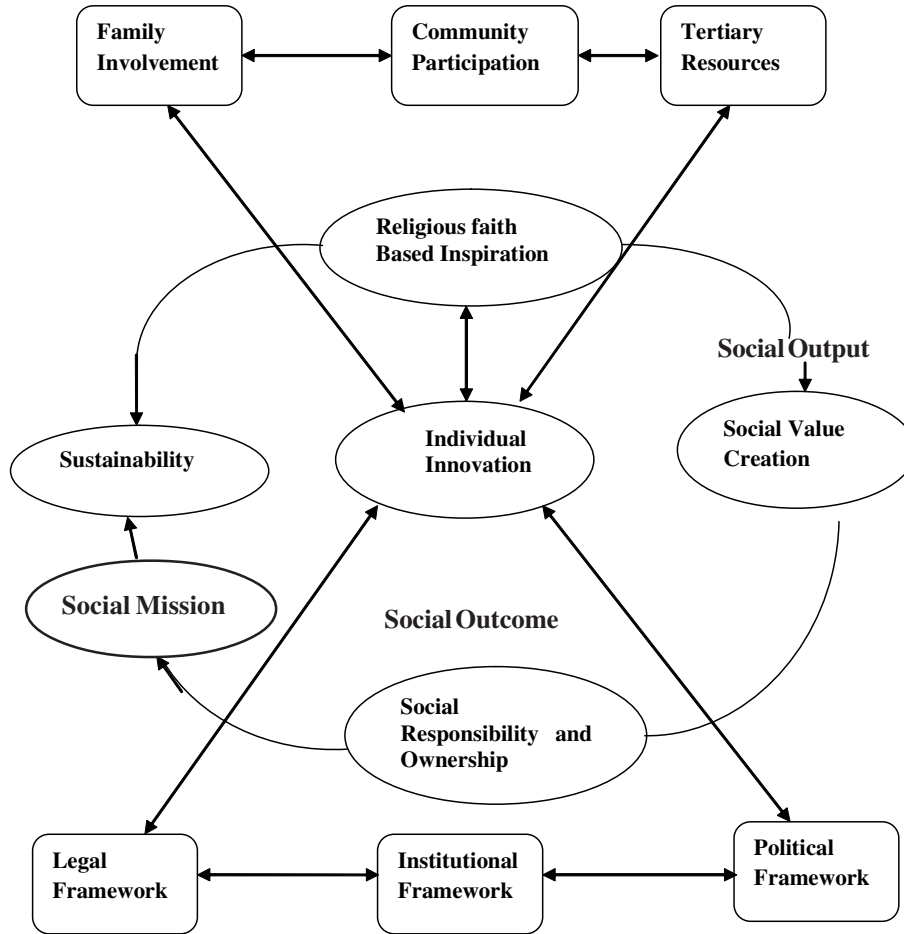 Family
Involvement
Community
Participation
Tertiary
Resources
Religious faith
Based Inspiration
Social Output
Individual
Innovation
Sustainability
Social Value
Creation
Social Mission
Social Outcome
Social
Responsibility and
Ownership
Legal
Framework
Institutional
Framework
Political
Framework